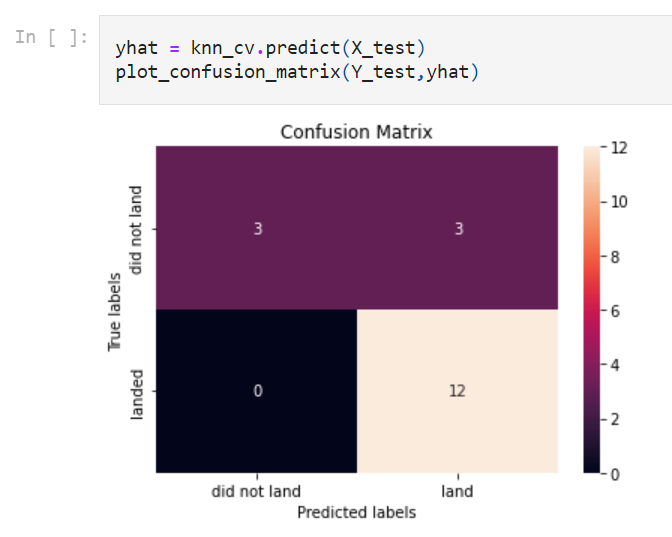 In [ ]:
yhat = knn_cv.predict(X_test)
plot_confusion_matrix(Y_test,yhat)
Confusion Matrix
did not land
landed
True labels
3
3
0
12
did not land
land
Predicted labels
12
10
8
6
4
2
0